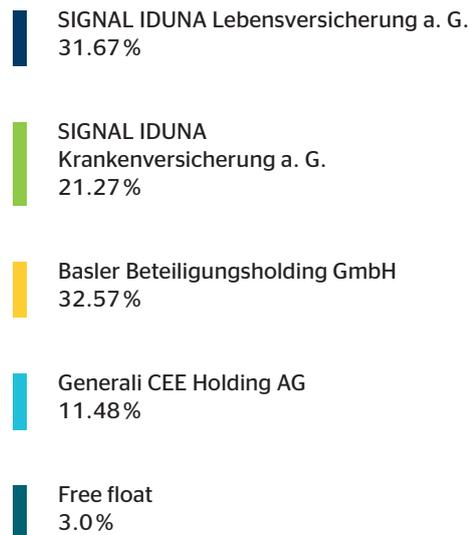 SIGNAL IDUNA Lebensversicherung a. G.
31.67 %
SIGNAL IDUNA
Krankenversicherung a. G.
21.27 %
Basler Beteiligungsholding GmbH
32.57 %
Generali CEE Holding AG
11.48 %
Free float
3.0 %